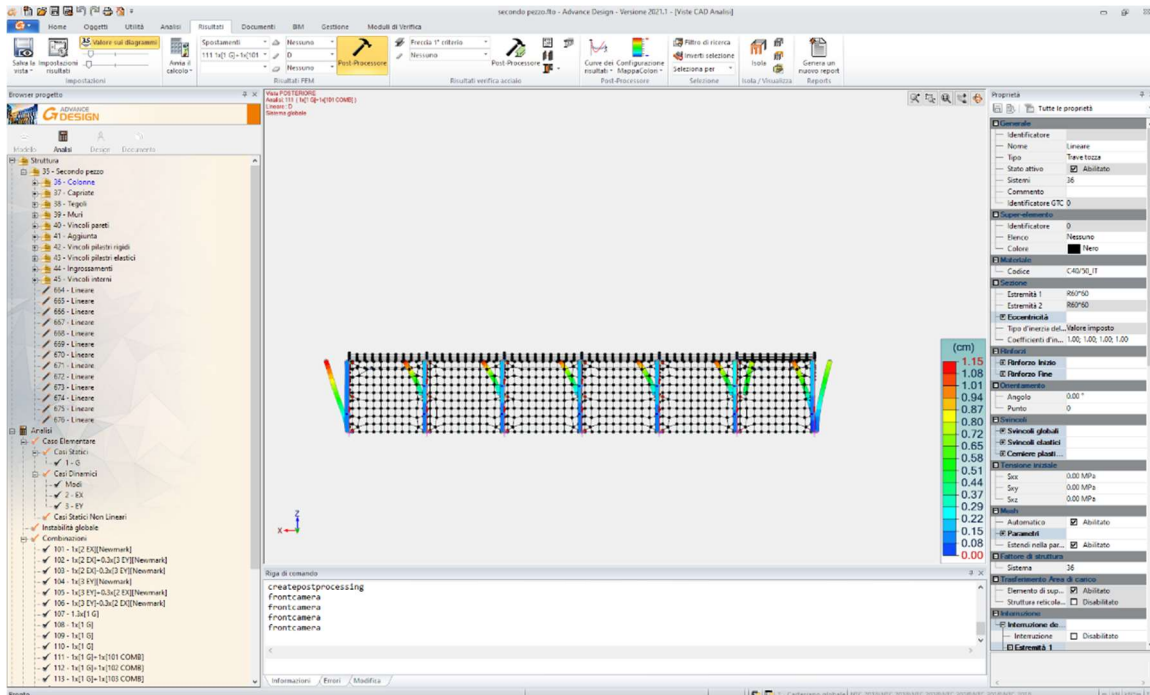 secondo pezzo.fto - Advance Design - Versione 2021.1 - [Viste CAD Analisi]
Home Oggetti Utilità Analisi Risultati Documenti BIM Gestione Moduli di Verifica
Valore sui diagrammi
Salva le vista Impostazioni risultati
Avvia il calcolo
Spostamenti
111 1x[1 G]+1x[101
Nessuno
D
Nessuno
Post-Processore
Freccia 1° criterio
Nessuno
Post-Processore
Curve dei risultati
Configurazione MappaColori
Filtro di ricerca
Inverti selezione
Seleziona per
Isola
Genera un nuovo report
Impostazioni
Risultati FEM
Risultati verifica acciaio
Post-Processore
Selezione
Isola / Visualizza
Reports
Browser progetto
ADVANCE
DESIGN
Modello Analisi Design Documento
Struttura
35 - Secondo pezzo
36 - Colonne
37 - Capriate
38 - Tegoli
39 - Muri
40 - Vincoli pareti
41 - Aggiunta
42 - Vincoli pilastri rigidi
43 - Vincoli pilastri elastici
44 - Ingrossamenti
45 - Vincoli interni
664 - Lineare
665 - Lineare
666 - Lineare
667 - Lineare
668 - Lineare
669 - Lineare
670 - Lineare
671 - Lineare
672 - Lineare
673 - Lineare
674 - Lineare
675 - Lineare
676 - Lineare
Analisi
Caso Elementare
Casi Statici
1 - G
Casi Dinamici
Modi
2 - EX
3 - EY
Casi Statici Non Lineari
Instabilità globale
Combinazioni
101 - 1x[2 EX][Newmark]
102 - 1x[2 EX]+0.3x[3 EY][Newmark]
103 - 1x[2 EX]-0.3x[3 EY][Newmark]
104 - 1x[3 EY][Newmark]
105 - 1x[3 EY]+0.3x[2 EX][Newmark]
106 - 1x[3 EY]-0.3x[2 EX][Newmark]
107 - 1.3x[1 G]
108 - 1x[1 G]
109 - 1x[1 G]
110 - 1x[1 G]
111 - 1x[1 G]+1x[101 COMB]
112 - 1x[1 G]+1x[102 COMB]
113 - 1x[1 G]+1x[103 COMB]
Pronto
Vista POSTERIORE
Analisi: 111 ( 1x[1 G]+1x[101 COMB] )
Lineare : D
Sistema globale
(cm)
1.15
1.08
1.01
0.94
0.87
0.80
0.72
0.65
0.58
0.51
0.44
0.37
0.29
0.22
0.15
0.08
0.00
Z
X
Riga di comando
createpostprocessing
frontcamera
frontcamera
frontcamera
frontcamera
Informazioni Errori Modifica
Proprietà
Tutte le proprietà
Generale
Identificatore
Nome Lineare
Tipo Trave tozza
Stato attivo Abilitato
Sistemi 36
Commento
Identificatore GTC 0
Super-elemento
Identificatore 0
Elenco Nessuno
Colore Nero
Materiale
Codice C40/50_IT
Sezione
Estremità 1 R60*60
Estremità 2 R60*60
Eccentricità
Tipo d'inerzia del... Valore imposto
Coefficienti d'in... 1.00; 1.00; 1.00; 1.00
Rinforzi
Rinforzo Inizio
Rinforzo Fine
Orientamento
Angolo 0.00 °
Punto 0
Svincoli
Svincoli globali
Svincoli elastici
Cerniere plasti...
Tensione iniziale
Sxx 0.00 MPa
Sxy 0.00 MPa
Sxz 0.00 MPa
Mesh
Automatico Abilitato
Parametri
Estendi nella par... Abilitato
Fattore di struttura
Sistema 36
Trasferimento Area di carico
Elemento di sup... Abilitato
Struttura reticola... Disabilitato
Informazione
Interruzione de...
Interruzione Disabilitato
Estremità 1